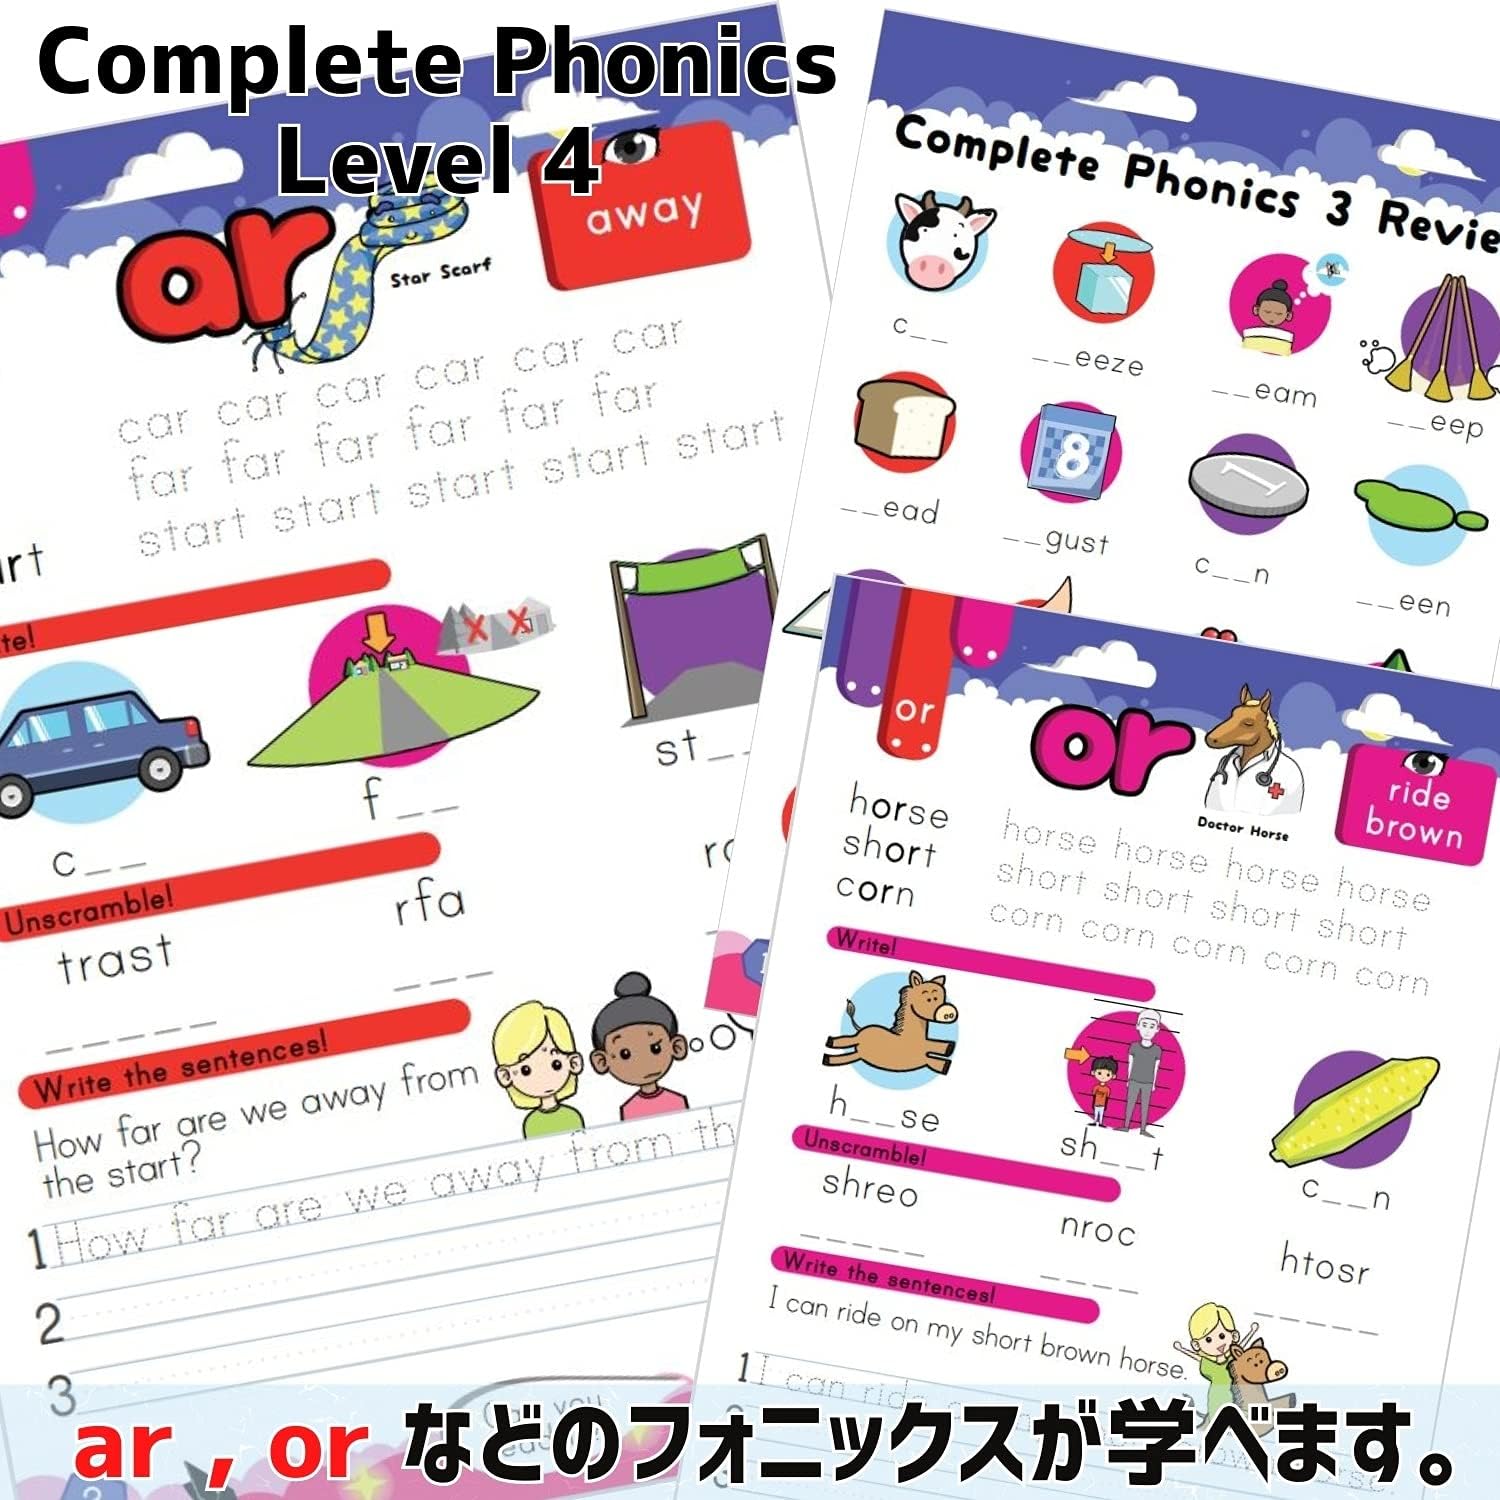 Complete Phonics
Level 4
ar
Star Scarf
away
car car car car car car
far far far far far far
start start start start start
c__
f__
st__
Unscramble!
trast
rfa
Write the sentences!
How far are we away from
the start?
1 How far are we away from
2
3
Complete Phonics 3
c__
__eeze
__eam
__eep
__ead
8
__gust
1
c__n
__een
or
or
Doctor Horse
ride
brown
horse
short
corn
horse horse horse horse
short short short short
corn corn corn corn corn
Write!
h__se
sh__t
c__n
Unscramble!
shreo
nroc
htosr
Write the sentences!
I can ride on my short brown horse.
1 I can
ar , or などのフォニックスが学べます。